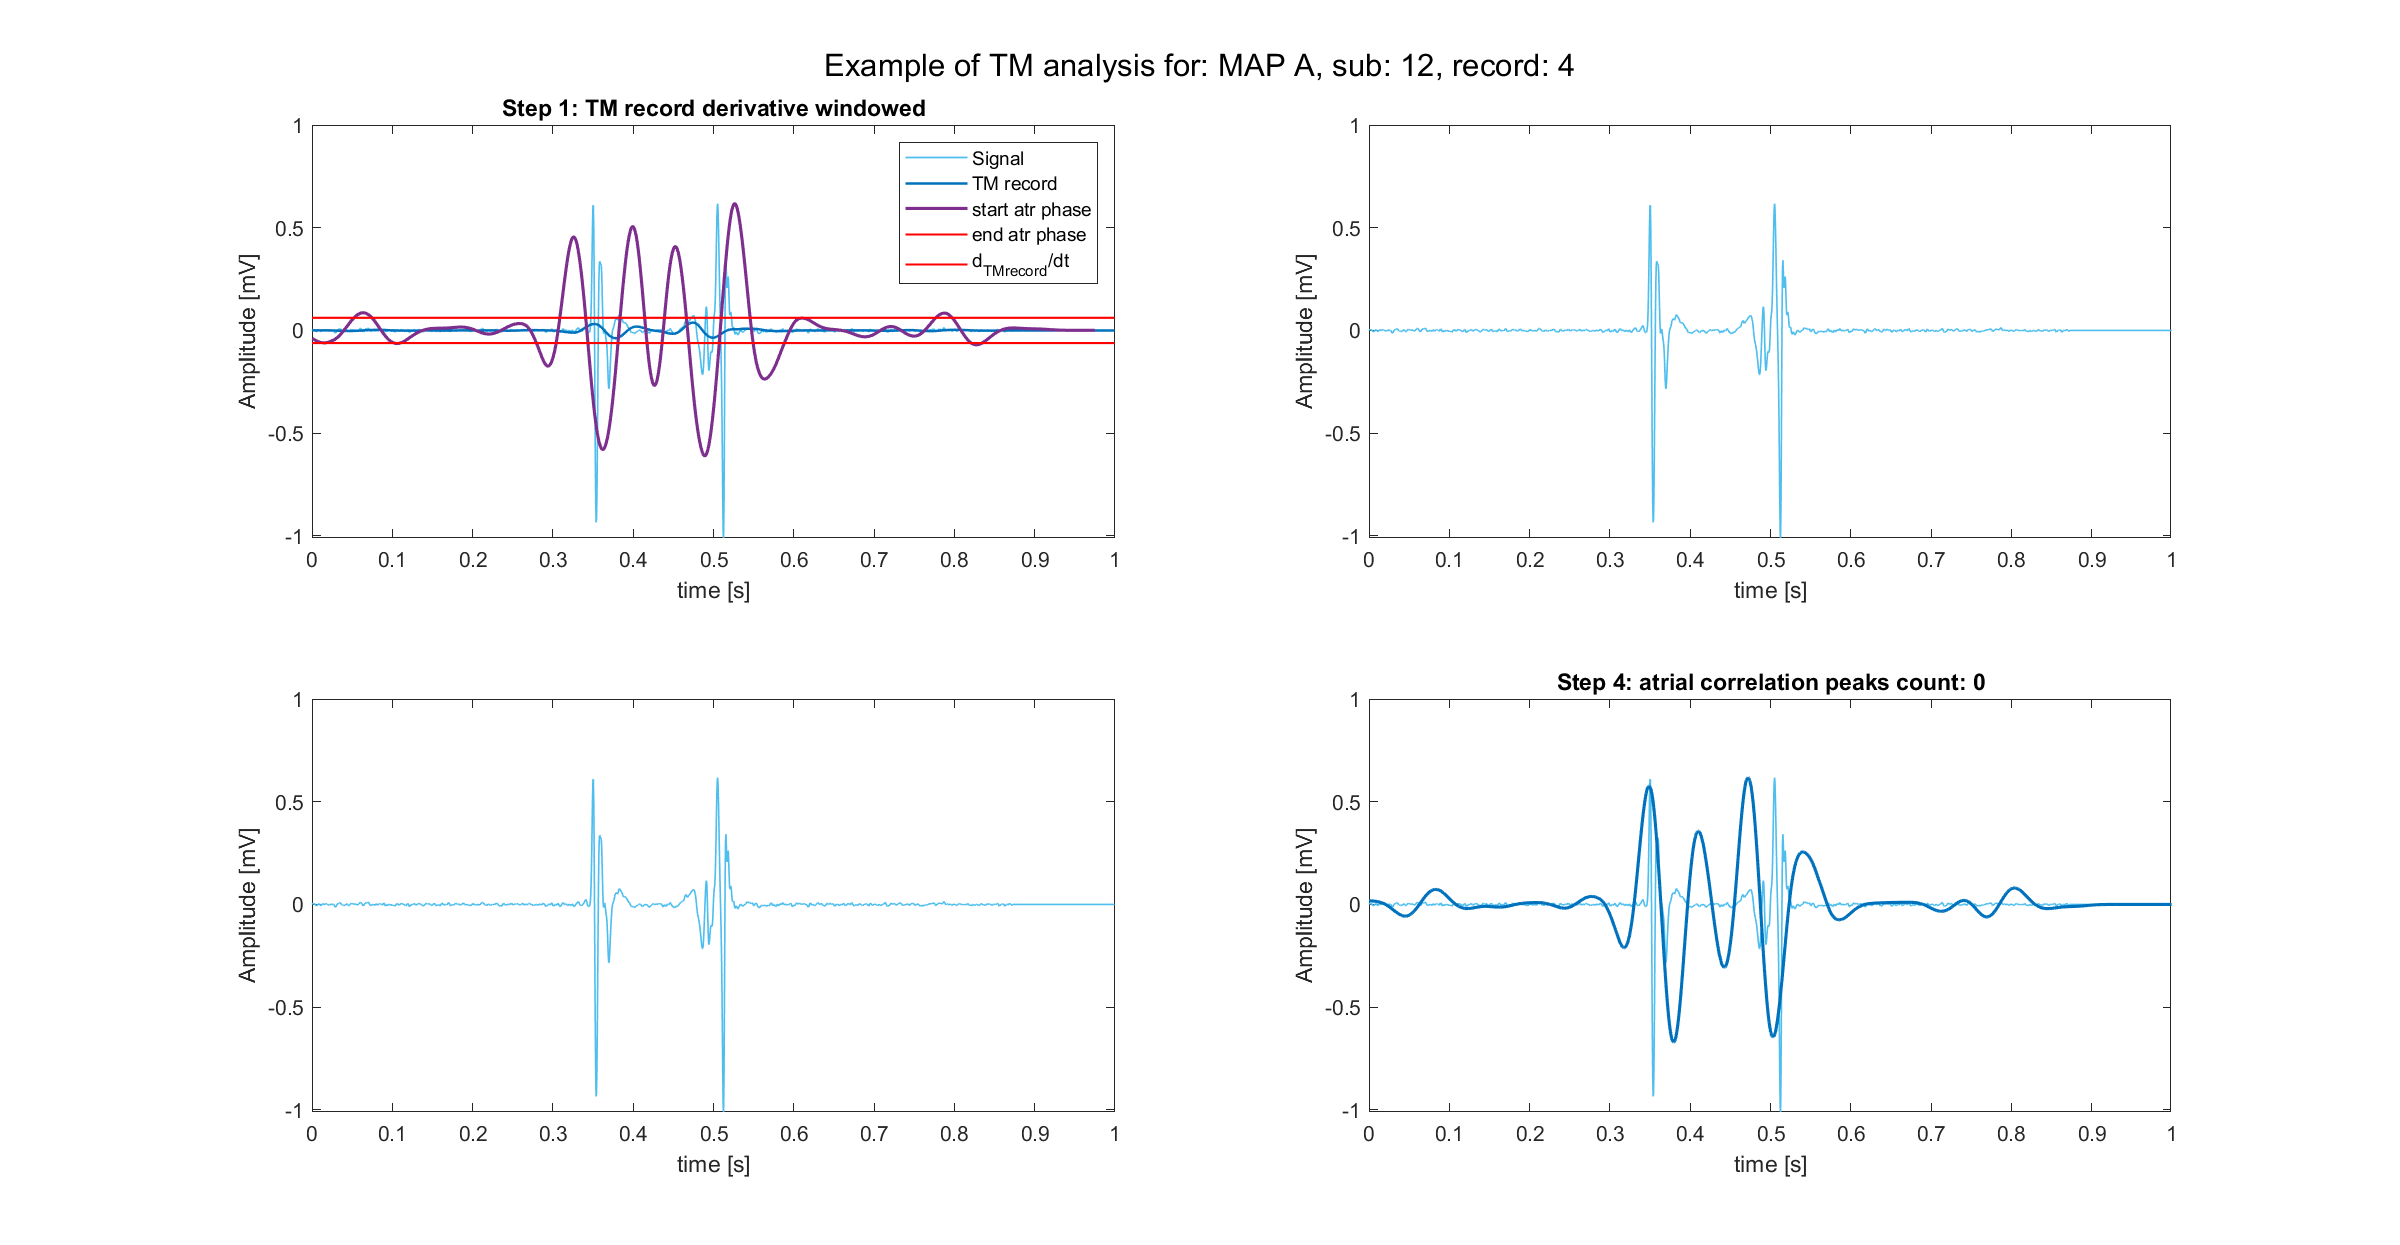 Example of TM analysis for: MAP A, sub: 12, record: 4
Step 1: TM record derivative windowed
Signal
TM record
start atr phase
end atr phase
d_TMrecord/dt
1
0.5
0
-0.5
-1
Amplitude [mV]
0 0.1 0.2 0.3 0.4 0.5 0.6 0.7 0.8 0.9 1
time [s]
1
0.5
0
-0.5
-1
Amplitude [mV]
0 0.1 0.2 0.3 0.4 0.5 0.6 0.7 0.8 0.9 1
time [s]
1
0.5
0
-0.5
-1
Amplitude [mV]
0 0.1 0.2 0.3 0.4 0.5 0.6 0.7 0.8 0.9 1
time [s]
Step 4: atrial correlation peaks count: 0
1
0.5
0
-0.5
-1
Amplitude [mV]
0 0.1 0.2 0.3 0.4 0.5 0.6 0.7 0.8 0.9 1
time [s]